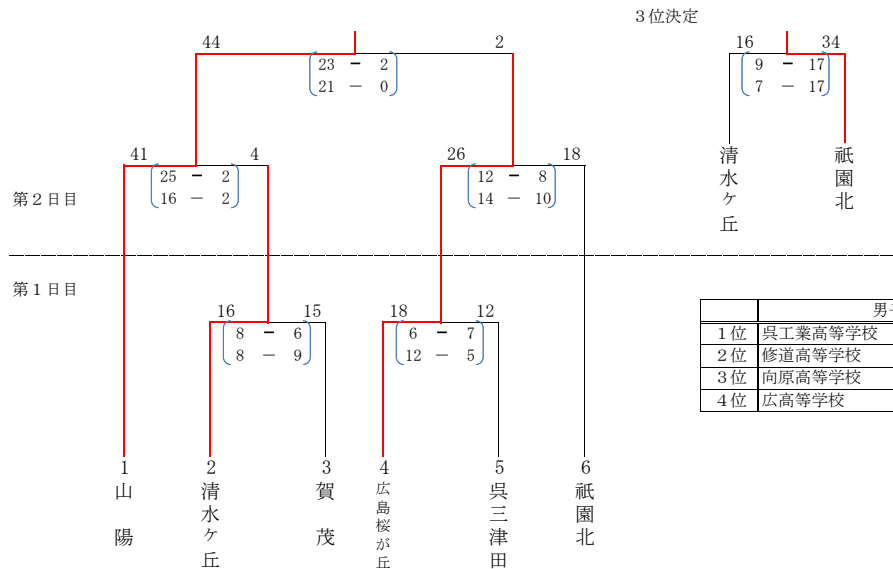 ３位決定
44
2
23 － 2
21 － 0
16
34
9 － 17
7 － 17
清水ケ丘
祇園北
41
4
25 － 2
16 － 2
26
18
12 － 8
14 － 10
第２日目
第１日目
16
15
8 － 6
8 － 9
18
12
6 － 7
12 － 5
男
１位 呉工業高等学校
２位 修道高等学校
３位 向原高等学校
４位 広高等学校
1
山陽
2
清水ケ丘
3
賀茂
4
広島桜が丘
5
呉三津田
6
祇園北